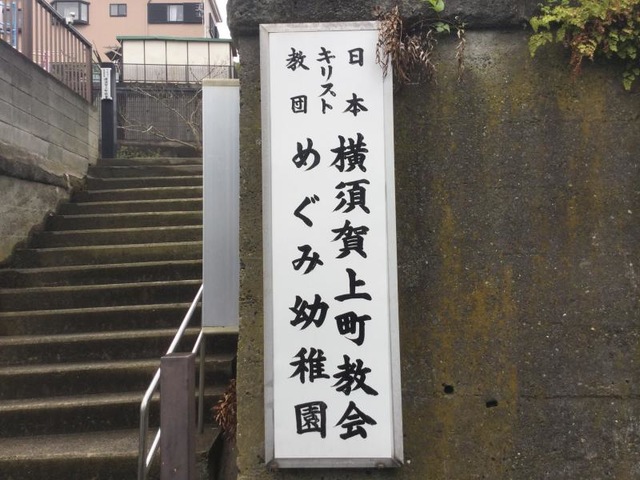 日本
キリスト
教団
横須賀上町教会
めぐみ幼稚園